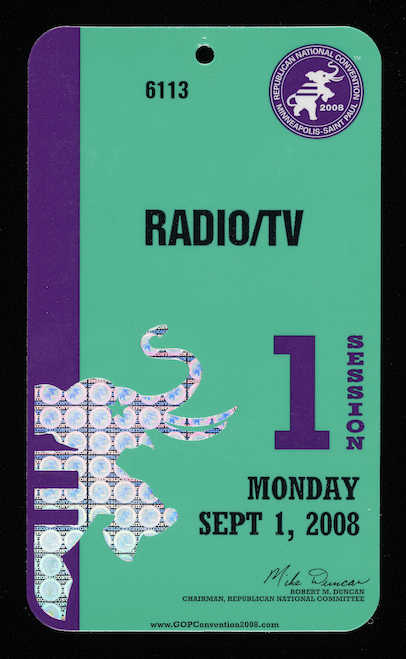 6113
REPUBLICAN NATIONAL CONVENTION
2008
MINNEAPOLIS-SAINT PAUL
TM
RADIO/TV
1
SESSION
MONDAY
SEPT 1, 2008
Mike Duncan
ROBERT M. DUNCAN
CHAIRMAN, REPUBLICAN NATIONAL COMMITTEE
www.GOPConvention2008.com